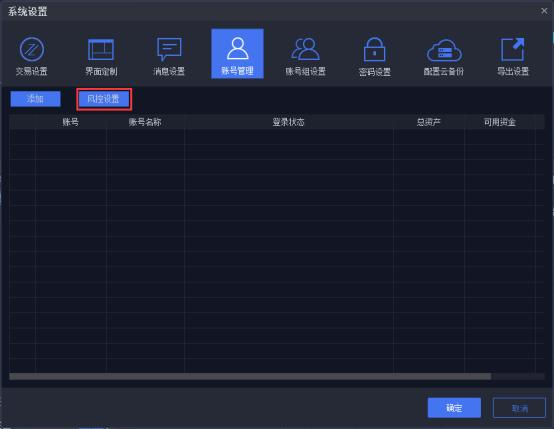 系统设置
交易设置 界面定制 消息设置 账号管理 账号组设置 密码设置 配置云备份 导出设置
添加 风控设置
账号 账号名称 登录状态 总资产 可用资金
确定 取消